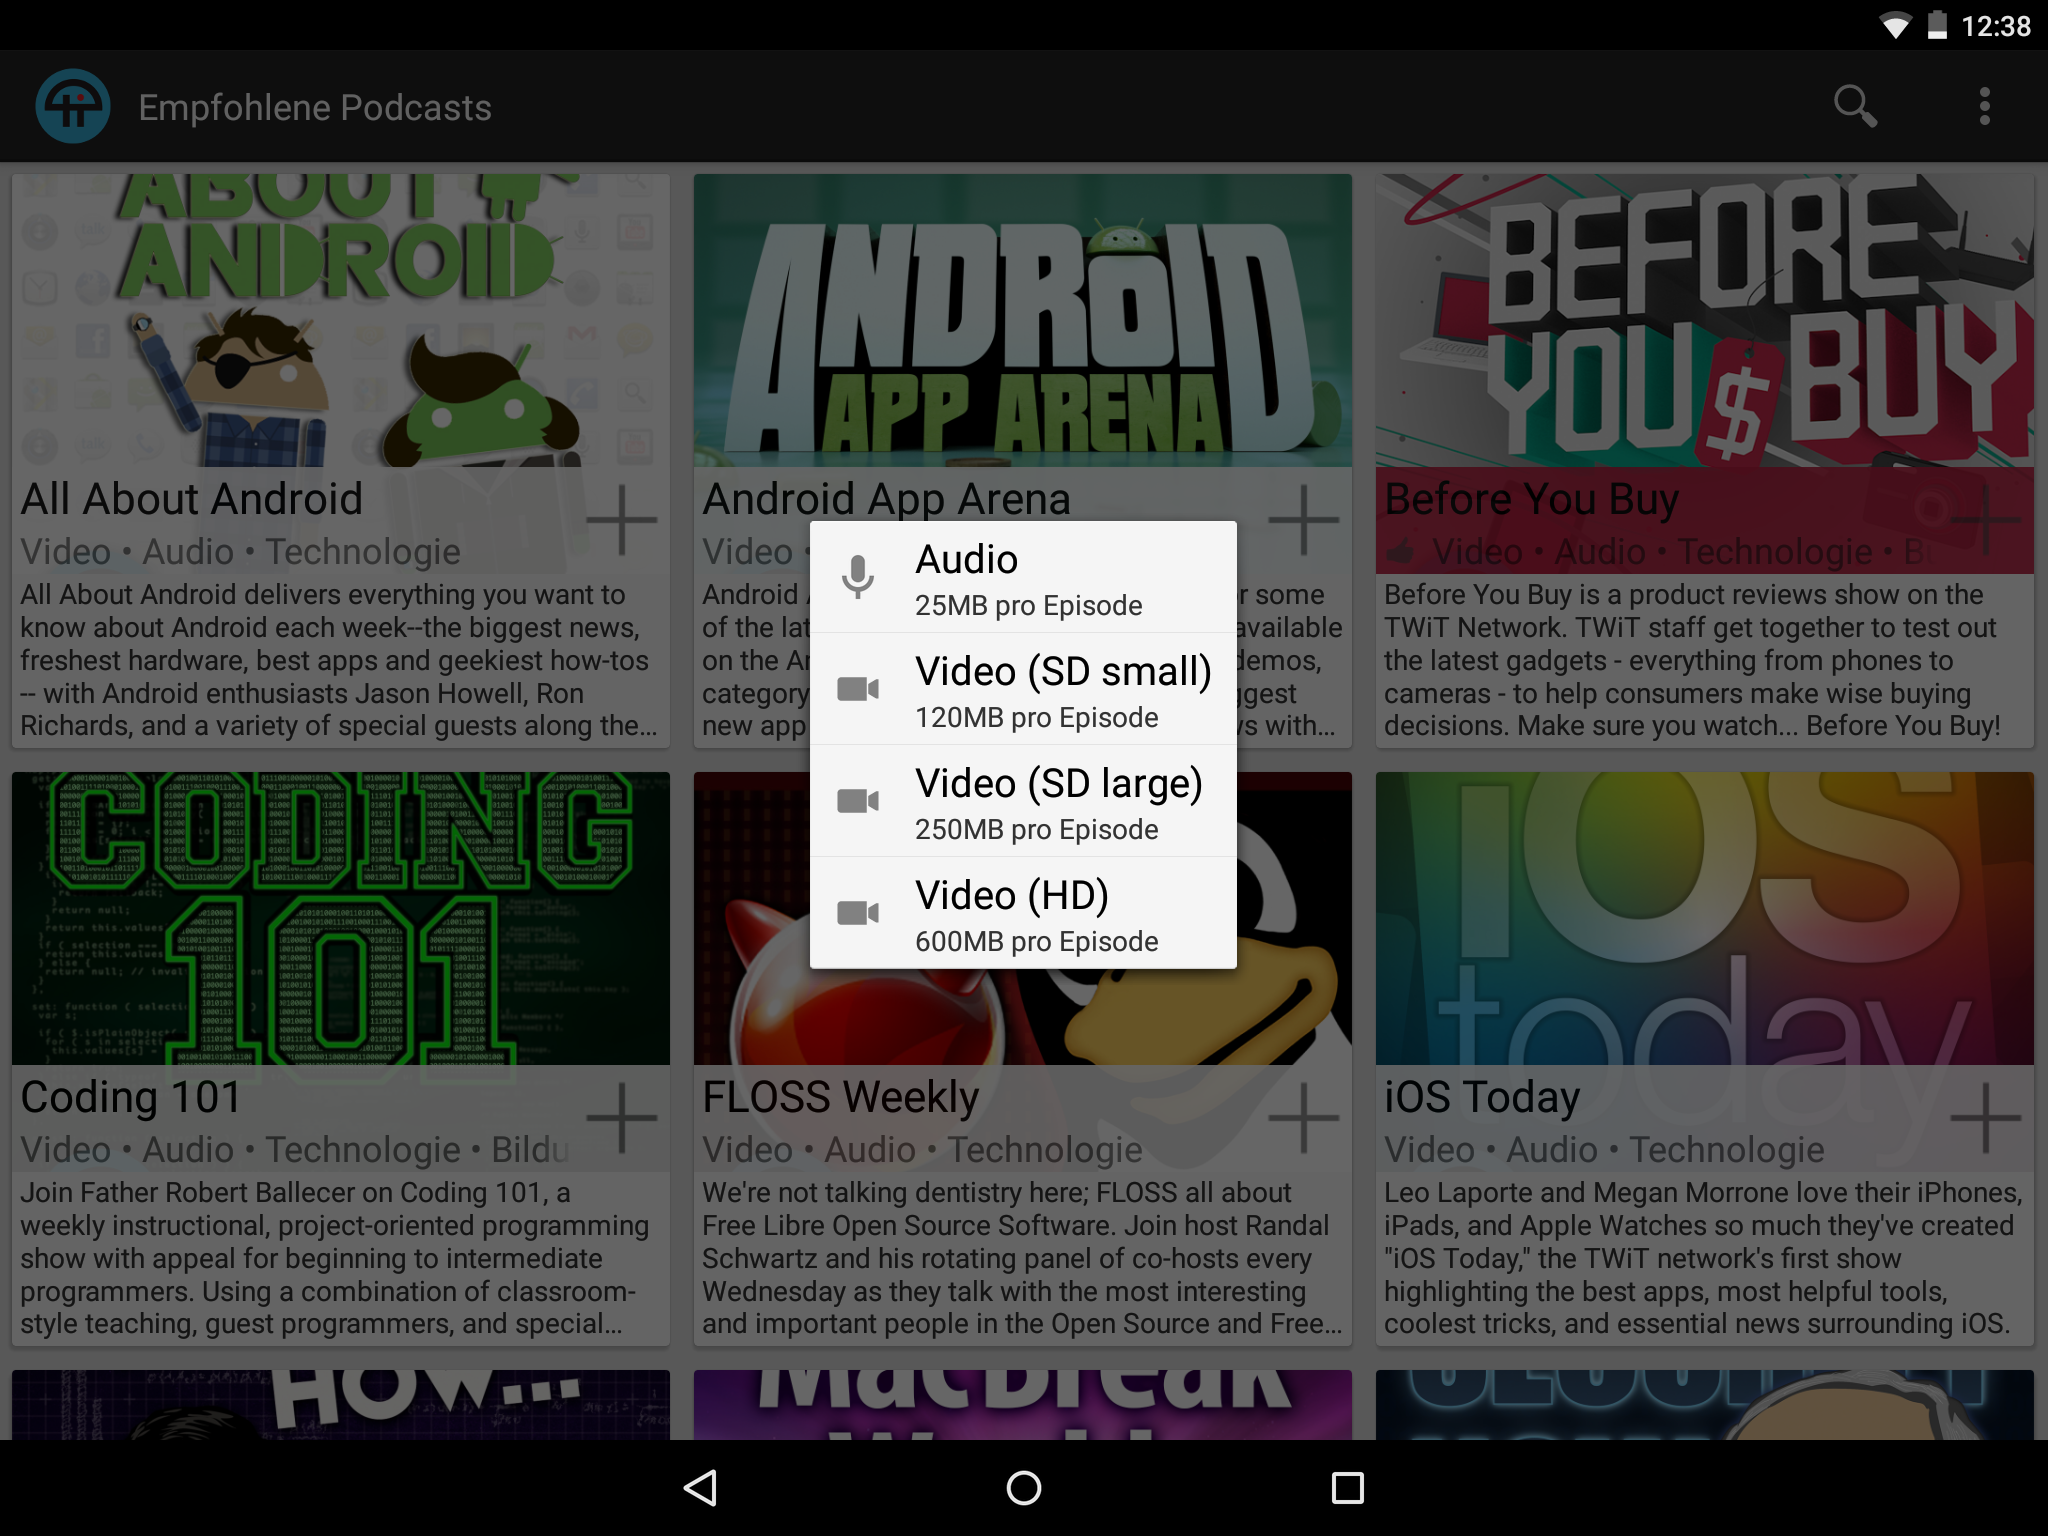 12:38
Empfohlene Podcasts
ABOUT
ANDROID
All About Android
Video • Audio • Technologie
All About Android delivers everything you want to
know about Android each week--the biggest news,
freshest hardware, best apps and geekiest how-tos
-- with Android enthusiasts Jason Howell, Ron
Richards, and a variety of special guests along the...
ANDROID
APP ARENA
Android App Arena
Video •
Android
of the
on the
category
new app
r some
available
demos,
with...
BEFORE
YOU BUY
$
Before You Buy
Video • Audio • Technologie •
Before You Buy is a product reviews show on the
TWiT Network. TWiT staff get together to test out
the latest gadgets - everything from phones to
cameras - to help consumers make wise buying
decisions. Make sure you watch... Before You Buy!
Audio
25MB pro Episode
Video (SD small)
120MB pro Episode
Video (SD large)
250MB pro Episode
Video (HD)
600MB pro Episode
CODING
101
Coding 101
Video • Audio • Technologie • Bildu
Join Father Robert Ballecer on Coding 101, a
weekly instructional, project-oriented programming
show with appeal for beginning to intermediate
programmers. Using a combination of classroom-
style teaching, guest programmers, and special...
FLOSS Weekly
Video • Audio • Technologie
We're not talking dentistry here; FLOSS all about
Free Libre Open Source Software. Join host Randal
Schwartz and his rotating panel of co-hosts every
Wednesday as they talk with the most interesting
and important people in the Open Source and Free...
iOS
today
iOS Today
Video • Audio • Technologie
Leo Laporte and Megan Morrone love their iPhones,
iPads, and Apple Watches so much they've created
"iOS Today," the TWiT network's first show
highlighting the best apps, most helpful tools,
coolest tricks, and essential news surrounding iOS.
HOW...
MacBreak